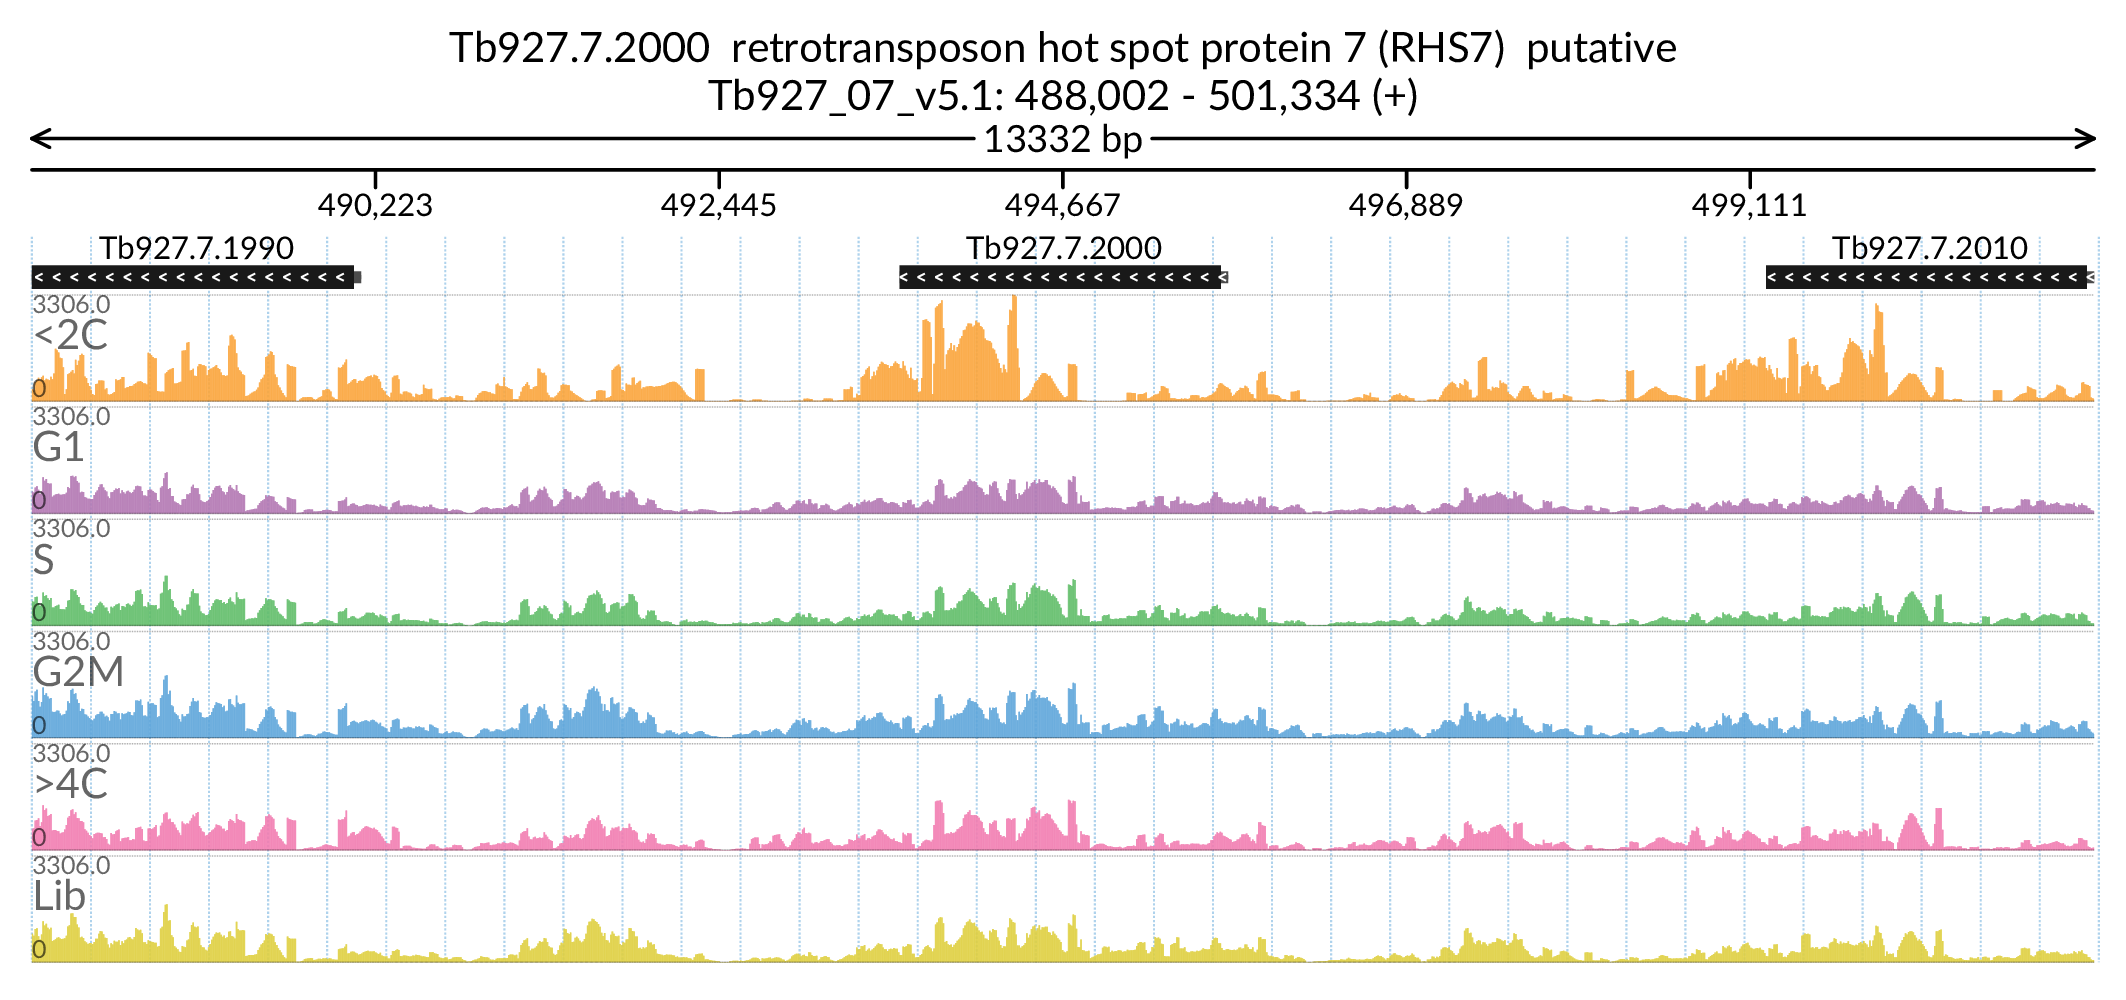 Tb927.7.2000 retrotransposon hot spot protein 7 (RHS7) putative
Tb927_07_v5.1: 488,002 - 501,334 (+)
13332 bp
490,223 492,445 494,667 496,889 499,111
Tb927.7.1990 Tb927.7.2000 Tb927.7.2010
3306.0
<2C
0
3306.0
G1
0
3306.0
S
0
3306.0
G2M
0
3306.0
>4C
0
3306.0
Lib
0